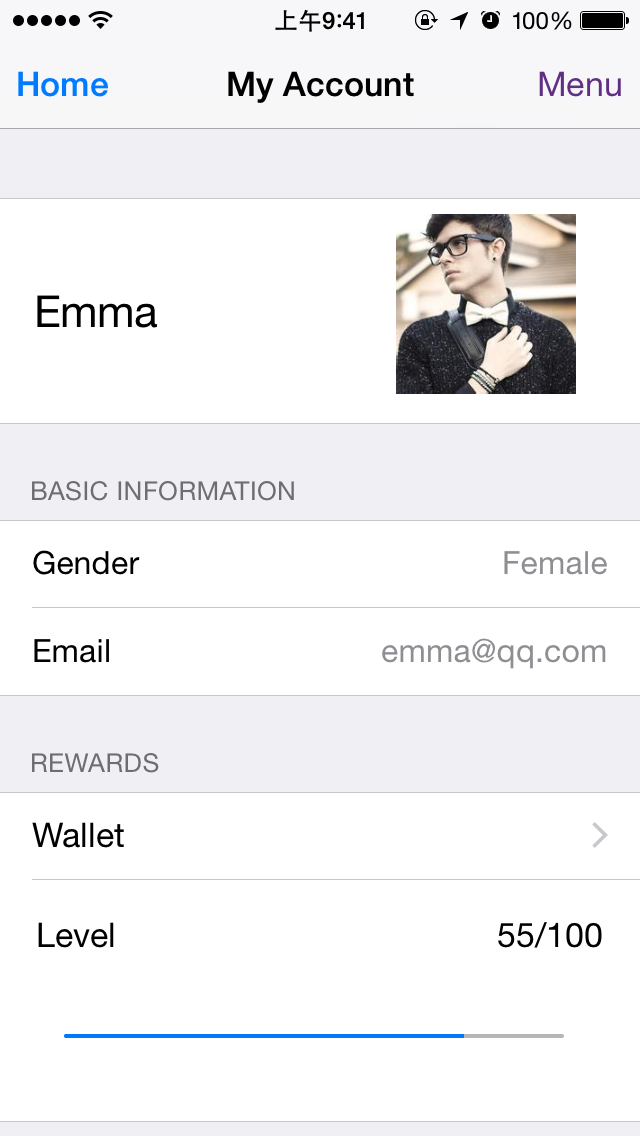 上午9:41 100%
Home My Account Menu
Emma
BASIC INFORMATION
Gender Female
Email emma@qq.com
REWARDS
Wallet
Level 55/100